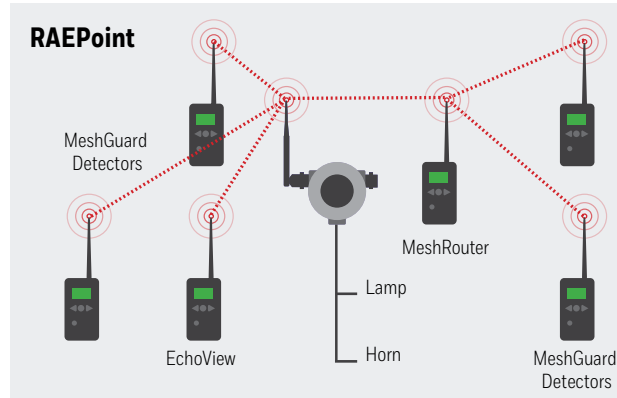 RAEPoint
MeshGuard
Detectors
MeshRouter
Lamp
EchoView
Horn
MeshGuard
Detectors